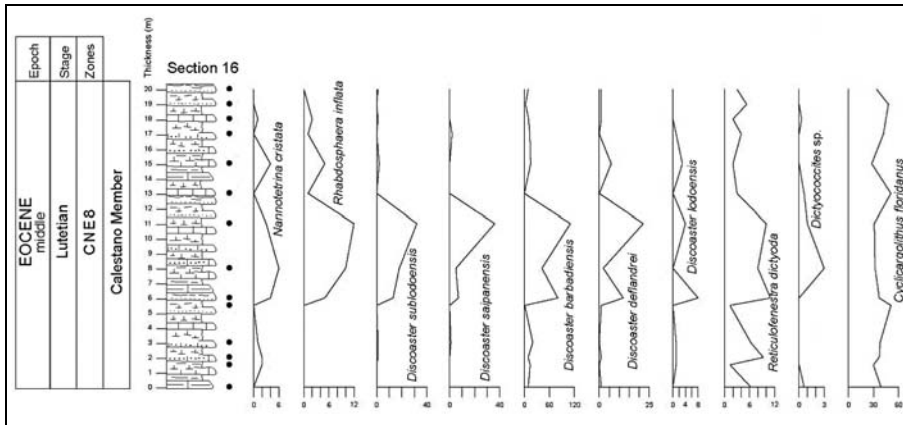 Epoch
Stage
Zones
Thickness (m)
Section 16
EOCENE
middle
Lutetian
CNE8
Calestano Member
20
19
18
17
16
15
14
13
12
11
10
9
8
7
6
5
4
3
2
1
0
Nannotetrina cristata
Rhabdosphaera inflata
Discoaster sublodoensis
Discoaster saipanensis
Discoaster barbadiensis
Discoaster deflandrei
Discoaster lodoensis
Reticulofenestra dictyoda
Dictyococcites sp.
Cyclicargolithus floridanus
0 6
0 12
0 40
0 40
0 60 120
0 25
0 4 8
0 12
0 3
0 30 60